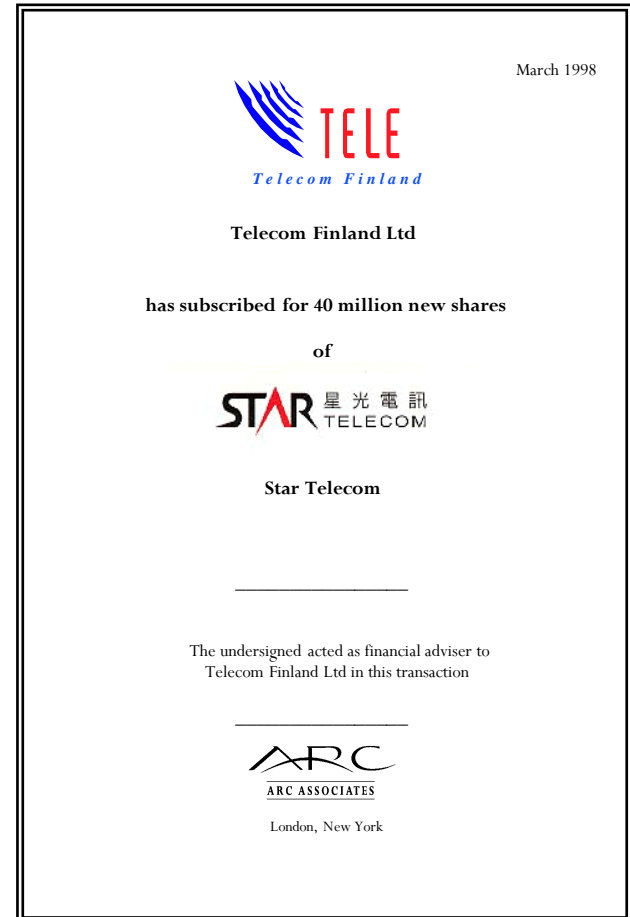 March 1998
TELE
Telecom Finland
Telecom Finland Ltd
has subscribed for 40 million new shares
of
STAR 星光電訊
TELECOM
Star Telecom
The undersigned acted as financial adviser to
Telecom Finland Ltd in this transaction
ARC
ARC ASSOCIATES
London, New York